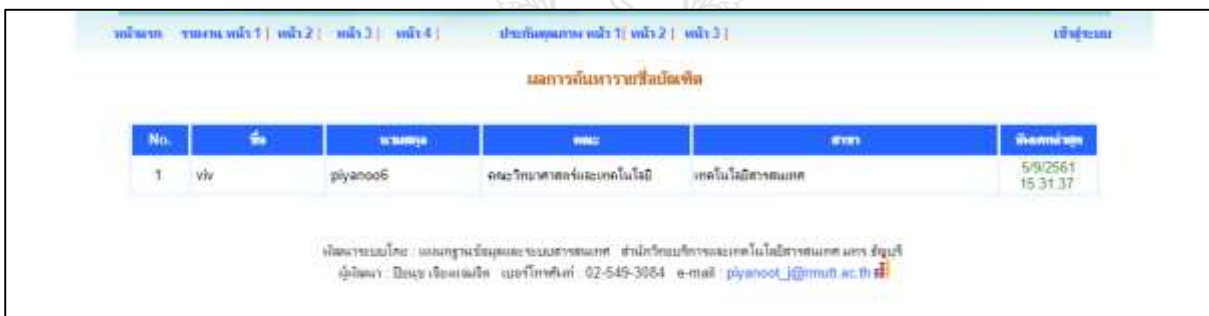 หน้าแรก รายงาน หน้า 1 | หน้า 2 | หน้า 3 | หน้า 4 | ประกันคุณภาพ หน้า 1| หน้า 2 | หน้า 3 | เข้าสู่ระบบ
ผลการค้นหารายชื่อบัณฑิต
No. ชื่อ นามสกุล คณะ สาขา อัพเดทล่าสุด
1 viv piyanoo6 คณะวิทยาศาสตร์และเทคโนโลยี เทคโนโลยีสารสนเทศ 5/9/2561 15:31:37
พัฒนาระบบโดย : แผนกฐานข้อมูลและระบบสารสนเทศ สำนักวิทยบริการและเทคโนโลยีสารสนเทศ มทร.ธัญบุรี
ผู้พัฒนา : ปิยนุช เบอร์โทรศัพท์ : 02-549-3084 e-mail : piyanoot_j@rmutt.ac.th